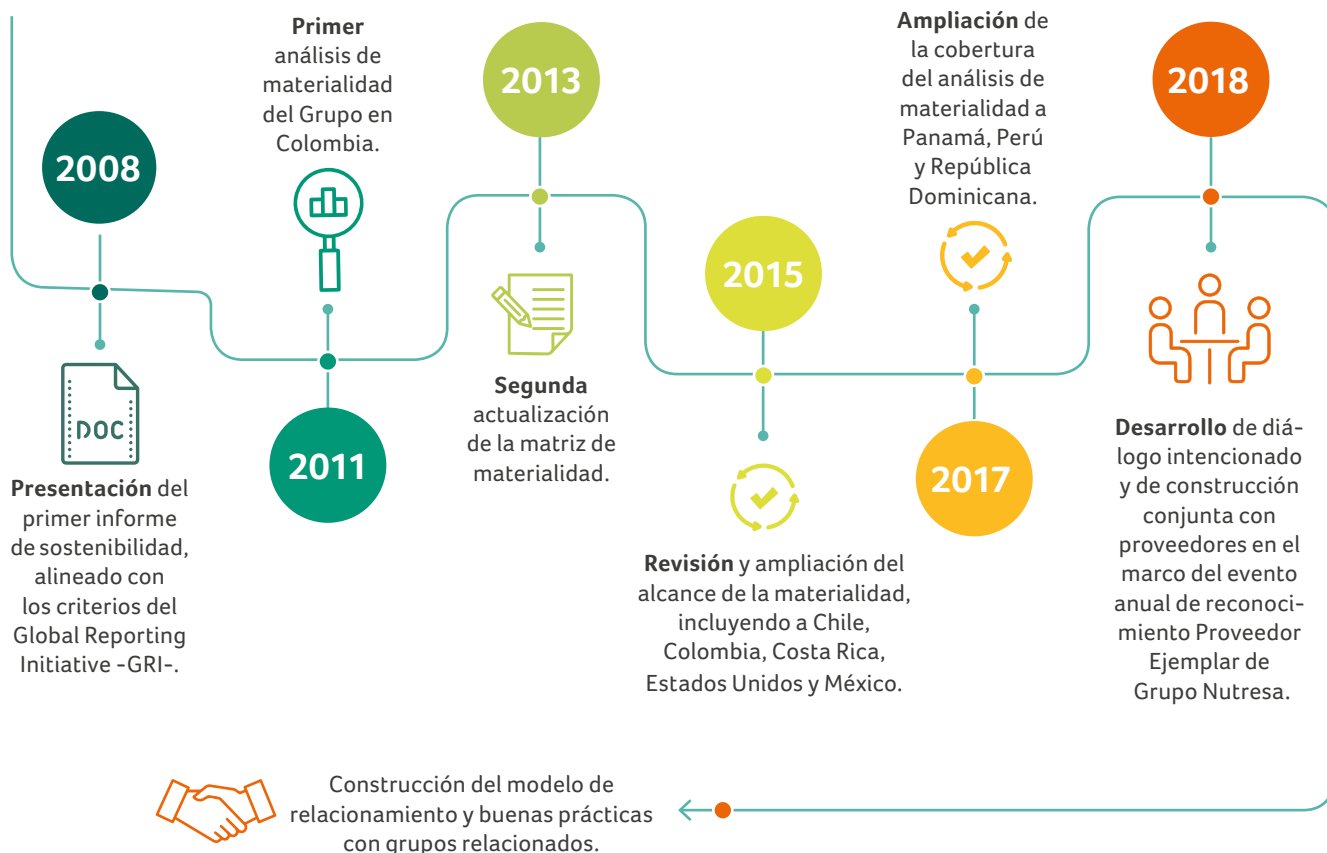 2008
DOC
Presentación del
primer informe
de sostenibilidad,
alineado con
los criterios del
Global Reporting
Initiative -GRI-.
Primer
análisis de
materialidad
del Grupo en
Colombia.
2011
2013
Segunda
actualización
de la matriz de
materialidad.
2015
Revisión y ampliación del
alcance de la materialidad,
incluyendo a Chile,
Colombia, Costa Rica,
Estados Unidos y México.
Ampliación de
la cobertura
del análisis de
materialidad a
Panamá, Perú
y República
Dominicana.
2017
2018
Desarrollo de diá-
logo intencionado
y de construcción
conjunta con
proveedores en el
marco del evento
anual de reconoci-
miento Proveedor
Ejemplar de
Grupo Nutresa.
Construcción del modelo de
relacionamiento y buenas prácticas
con grupos relacionados.